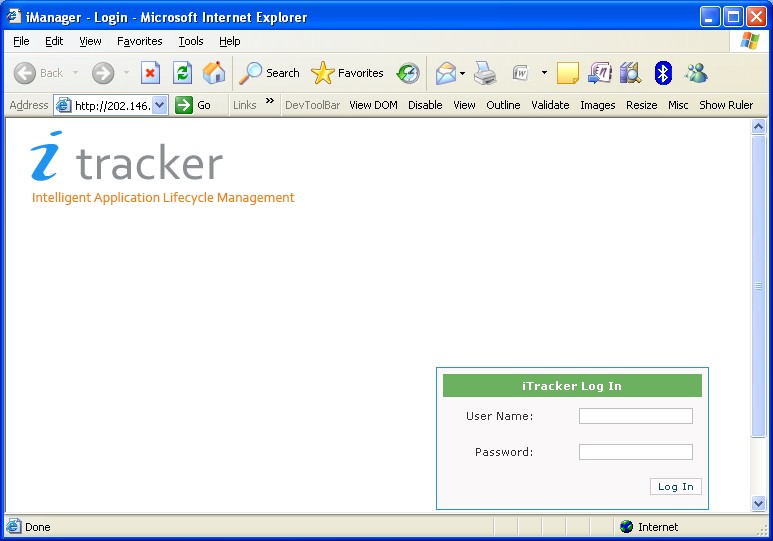 iManager - Login - Microsoft Internet Explorer
File Edit View Favorites Tools Help
Back Search Favorites
Address http://202.146. Go Links » DevToolBar View DOM Disable View Outline Validate Images Resize Misc Show Ruler
i tracker
Intelligent Application Lifecycle Management
iTracker Log In
User Name:
Password:
Log In
Done Internet